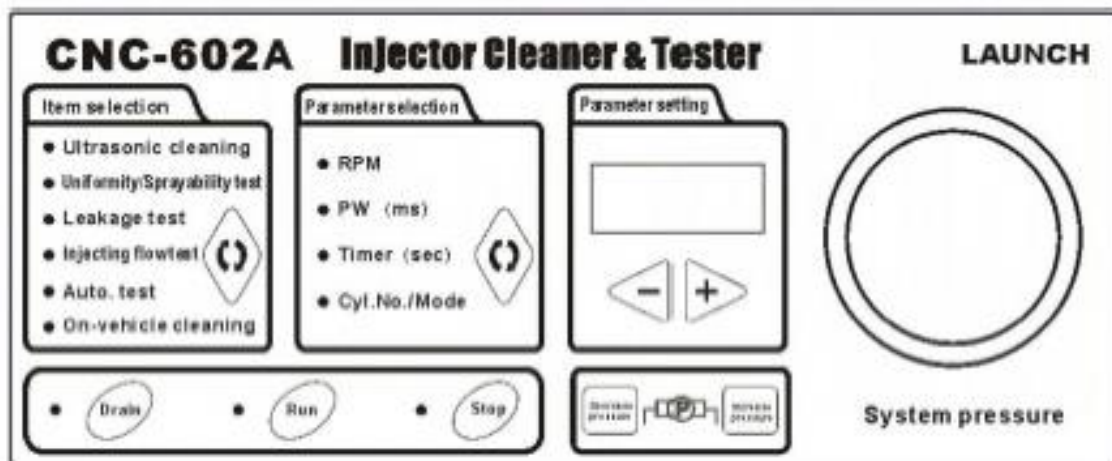 CNC-602A Injector Cleaner & Tester LAUNCH
Item selection
Ultrasonic cleaning
Uniformity/Sprayability test
Leakage test
Injecting flowtest
Auto. test
On-vehicle cleaning
Parameter selection
RPM
PW (ms)
Timer (sec)
Cyl.No./Mode
Parameter setting
- +
Drain Run Stop
pressure P pressure
System pressure